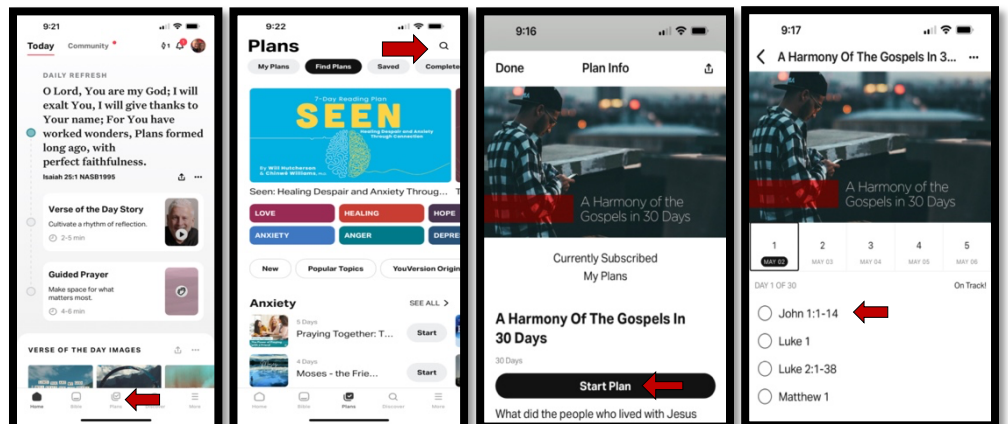 9:21
Today Community
1
DAILY REFRESH
O Lord, You are my God; I will
exalt You, I will give thanks to
Your name; For You have
worked wonders, Plans formed
long ago, with
perfect faithfulness.
Isaiah 25:1 NASB1995
Verse of the Day Story
Cultivate a rhythm of reflection.
2-5 min
Guided Prayer
Make space for what
matters most.
4-6 min
VERSE OF THE DAY IMAGES
Home Bible Plans More
9:22
Plans
My Plans Find Plans Saved Complete
7-Day Reading Plan
SEEN
Healing Despair and Anxiety
Through Connection
By Will Hutcherson
& Chinwé Williams, PhD
Seen: Healing Despair and Anxiety Throug... T
LOVE HEALING HOPE
ANXIETY ANGER DEPRE
New Popular Topics YouVersion Origin
Anxiety SEE ALL >
5 Days
Praying Together: T... Start
4 Days
Moses - the Frie... Start
Home Bible Plans Discover More
9:16
Done Plan Info
A Harmony of the
Gospels in 30 Days
Currently Subscribed
My Plans
A Harmony Of The Gospels In
30 Days
30 Days
Start Plan
What did the people who lived with Jesus
9:17
A Harmony Of The Gospels In 3... ...
A Harmony of the
Gospels in 30 Days
1 2 3 4 5
MAY 02 MAY 03 MAY 04 MAY 05 MAY 06
DAY 1 OF 30 On Track!
John 1:1-14
Luke 1
Luke 2:1-38
Matthew 1